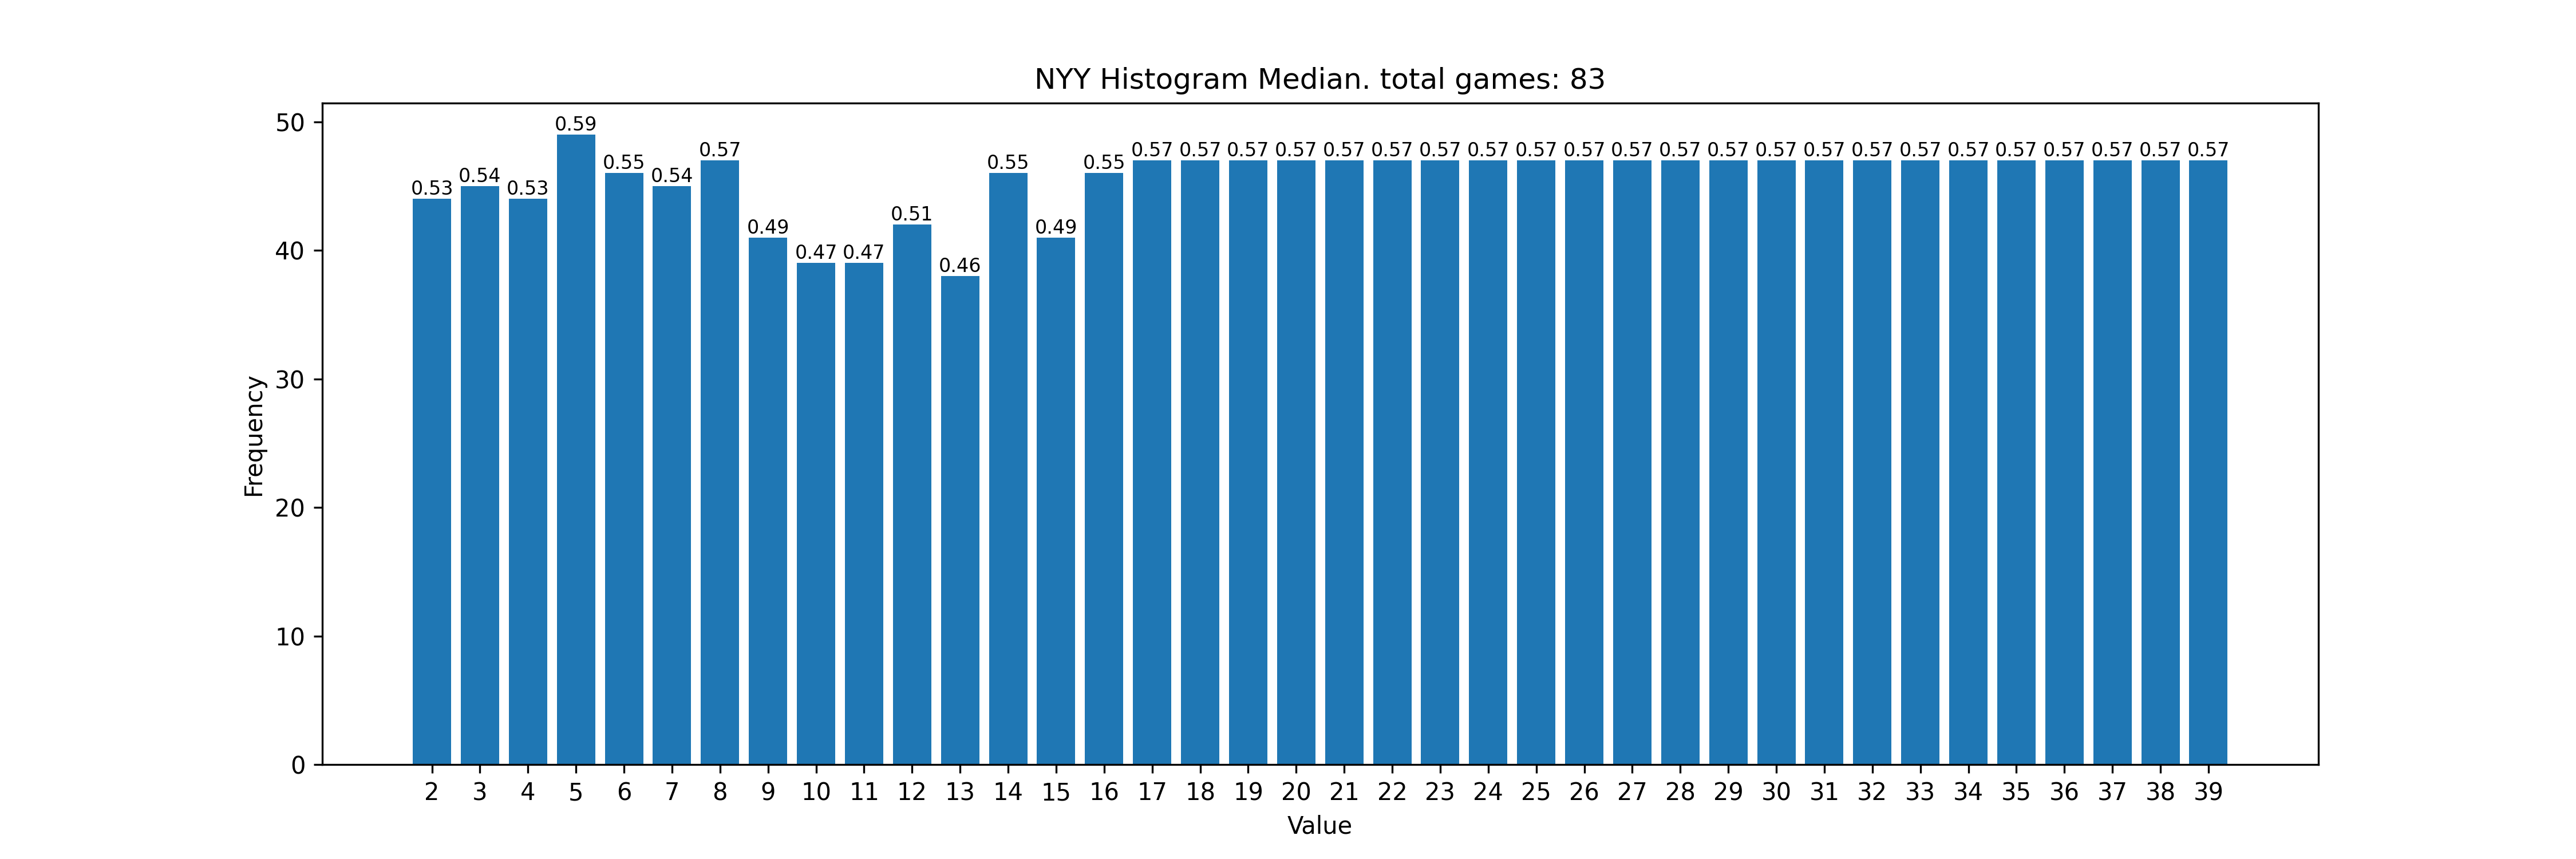 NYY Histogram Median. total games: 83
50
40
30
20
10
0
Frequency
0.53 0.54 0.53 0.59 0.55 0.54 0.57 0.49 0.47 0.47 0.51 0.46 0.55 0.49 0.55 0.57 0.57 0.57 0.57 0.57 0.57 0.57 0.57 0.57 0.57 0.57 0.57 0.57 0.57 0.57 0.57 0.57 0.57 0.57 0.57 0.57 0.57 0.57
2 3 4 5 6 7 8 9 10 11 12 13 14 15 16 17 18 19 20 21 22 23 24 25 26 27 28 29 30 31 32 33 34 35 36 37 38 39
Value